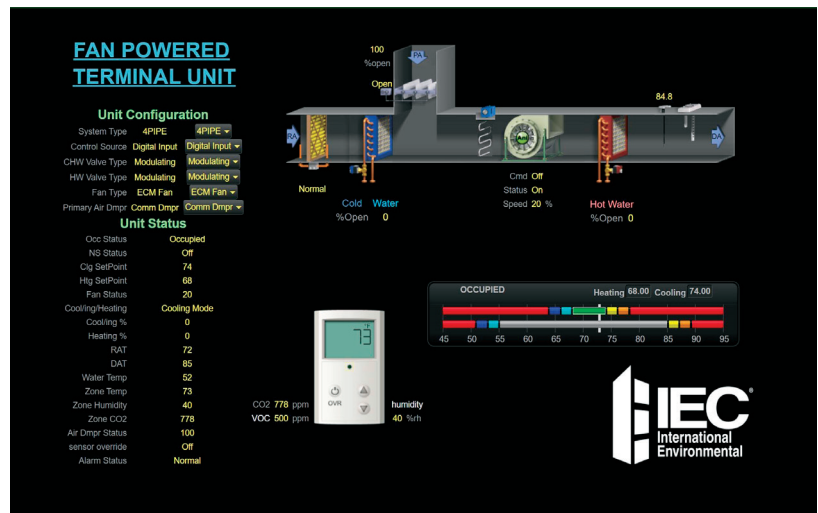 FAN POWERED
TERMINAL UNIT
Unit Configuration
System Type 4PIPE 4PIPE
Control Source Digital Input Digital Input
CHW Valve Type Modulating Modulating
HW Valve Type Modulating Modulating
Fan Type ECM Fan ECM Fan
Primary Air Dmpr Comm Dmpr Comm Dmpr
Unit Status
Occ Status Occupied
NS Status Off
Clg SetPoint 74
Htg SetPoint 68
Fan Status 20
Cool/ing/Heating Cooling Mode
Cool/ing % 0
Heating % 0
RAT 72
DAT 85
Water Temp 52
Zone Temp 73
Zone Humidity 40
Zone CO2 778
Air Dmpr Status 100
sensor override Off
Alarm Status Normal
100
%open
Open
PA
RA
84.8
DA
Normal
Cold Water
%Open 0
Cmd Off
Status On
Speed 20 %
Hot Water
%Open 0
OCCUPIED Heating 68.00 Cooling 74.00
45 50 55 60 65 70 75 80 85 90 95
°F
73
OVR
CO2 778 ppm
VOC 500 ppm
humidity
40 %rh
IEC®
International
Environmental